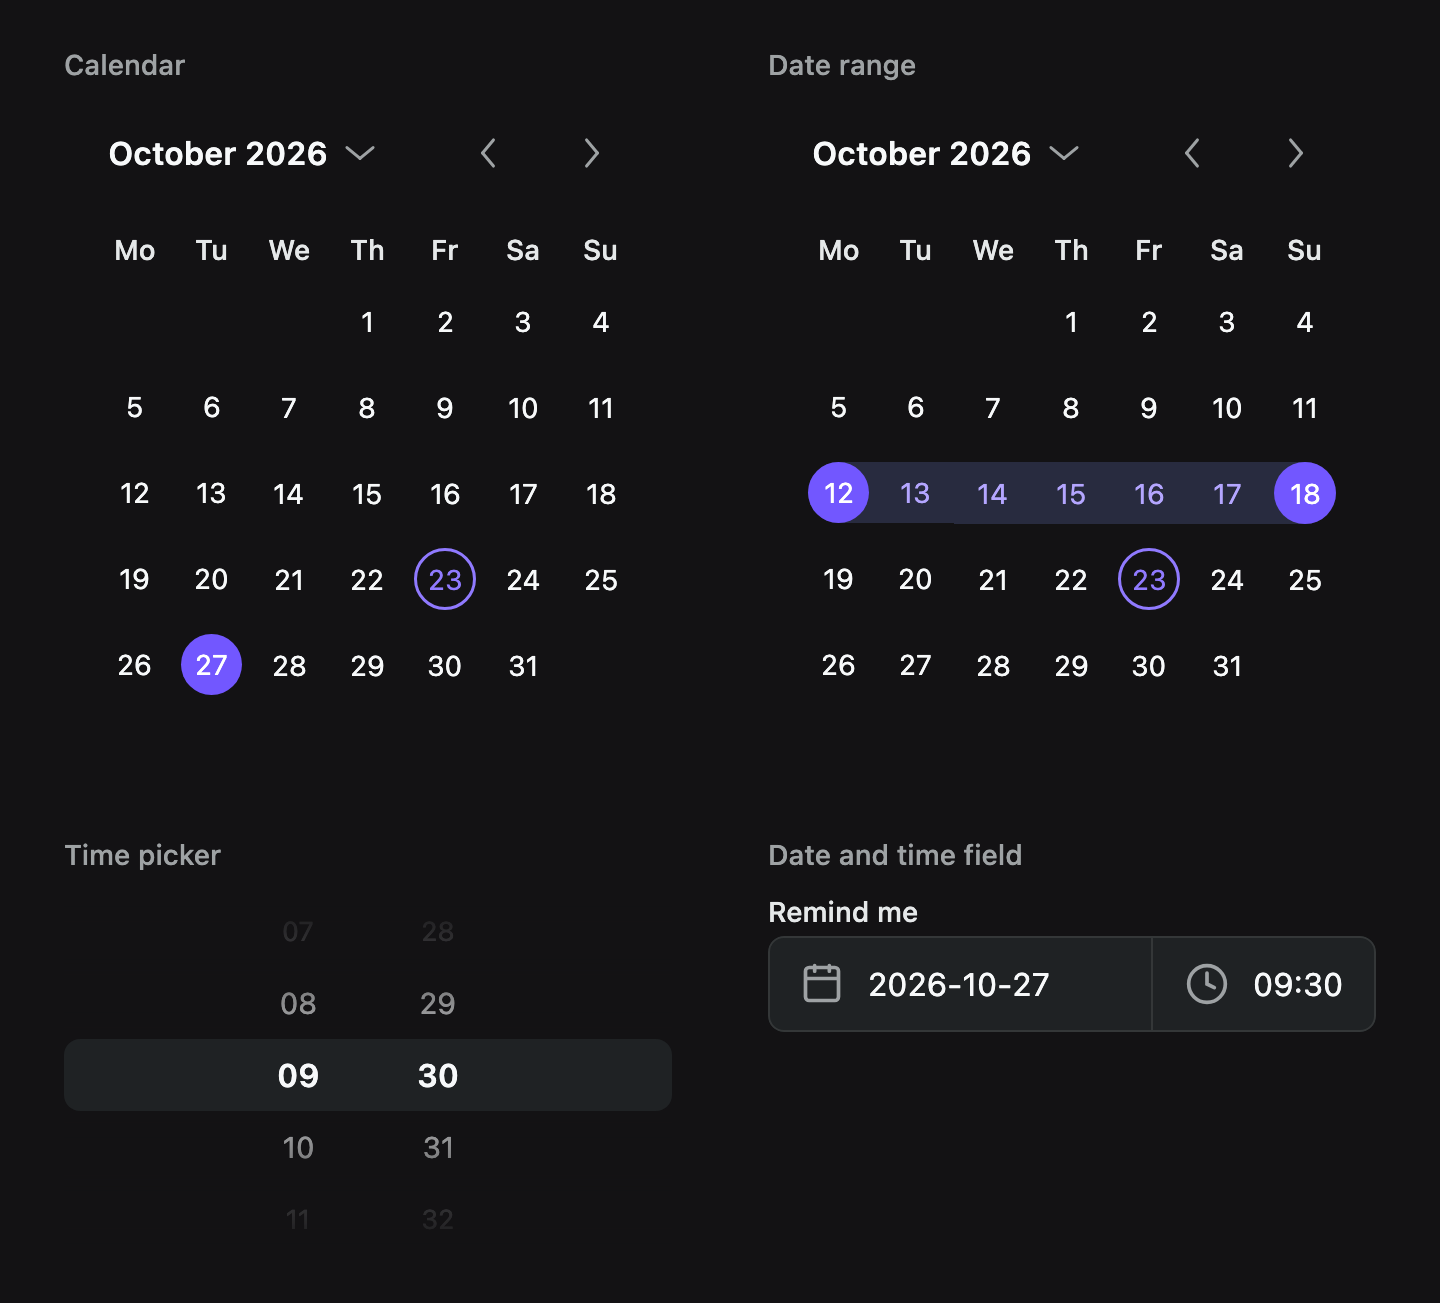 Calendar
October 2026
Mo Tu We Th Fr Sa Su
1 2 3 4
5 6 7 8 9 10 11
12 13 14 15 16 17 18
19 20 21 22 23 24 25
26 27 28 29 30 31
Date range
October 2026
Mo Tu We Th Fr Sa Su
1 2 3 4
5 6 7 8 9 10 11
12 13 14 15 16 17 18
19 20 21 22 23 24 25
26 27 28 29 30 31
Time picker
07 28
08 29
09 30
10 31
11 32
Date and time field
Remind me
2026-10-27 09:30